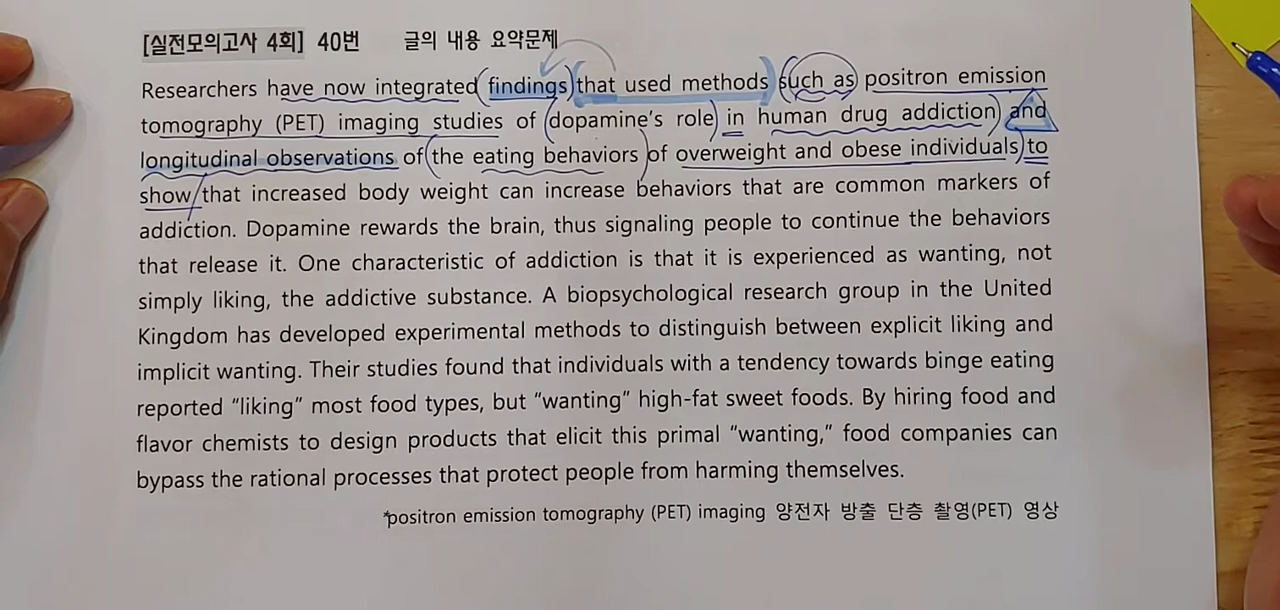 [실전모의고사 4회] 40번 글의 내용 요약문제
Researchers have now integrated findings that used methods such as positron emission
tomography (PET) imaging studies of dopamine's role in human drug addiction and
longitudinal observations of the eating behaviors of overweight and obese individuals to
show that increased body weight can increase behaviors that are common markers of
addiction. Dopamine rewards the brain, thus signaling people to continue the behaviors
that release it. One characteristic of addiction is that it is experienced as wanting, not
simply liking, the addictive substance. A biopsychological research group in the United
Kingdom has developed experimental methods to distinguish between explicit liking and
implicit wanting. Their studies found that individuals with a tendency towards binge eating
reported “liking” most food types, but “wanting” high-fat sweet foods. By hiring food and
flavor chemists to design products that elicit this primal “wanting,” food companies can
bypass the rational processes that protect people from harming themselves.
*positron emission tomography (PET) imaging 양전자 방출 단층 촬영(PET) 영상